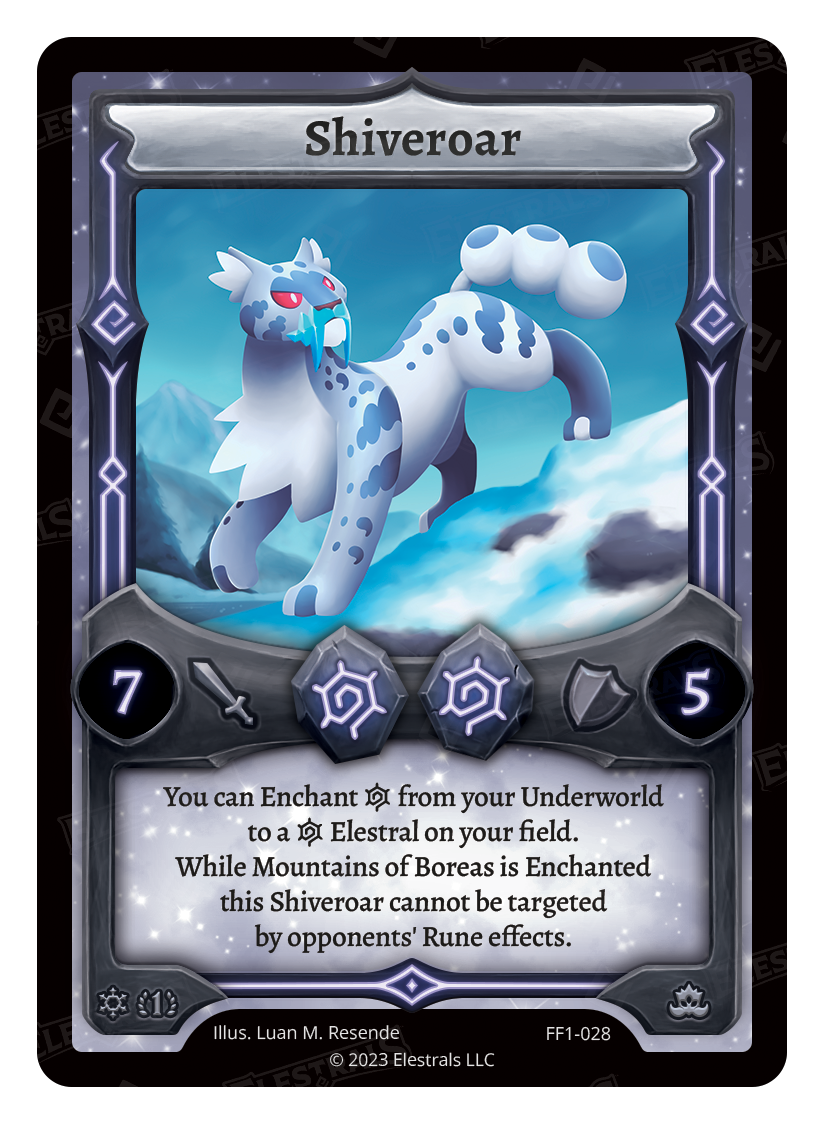 Shiveroar
7
5
You can Enchant from your Underworld
to a Elestral on your field.
While Mountains of Boreas is Enchanted
this Shiveroar cannot be targeted
by opponents' Rune effects.
1
Illus. Luan M. Resende
FF1-028
© 2023 Elestrals LLC